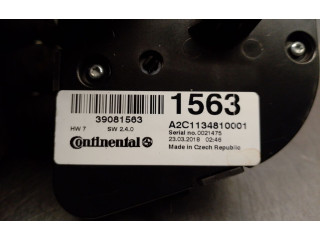 1563
39081563
A2C1134810001
HW 7 SW 2.4.0
Serial no.0021475
23.03.2018 02:46
Continental
Made in Czech Republic